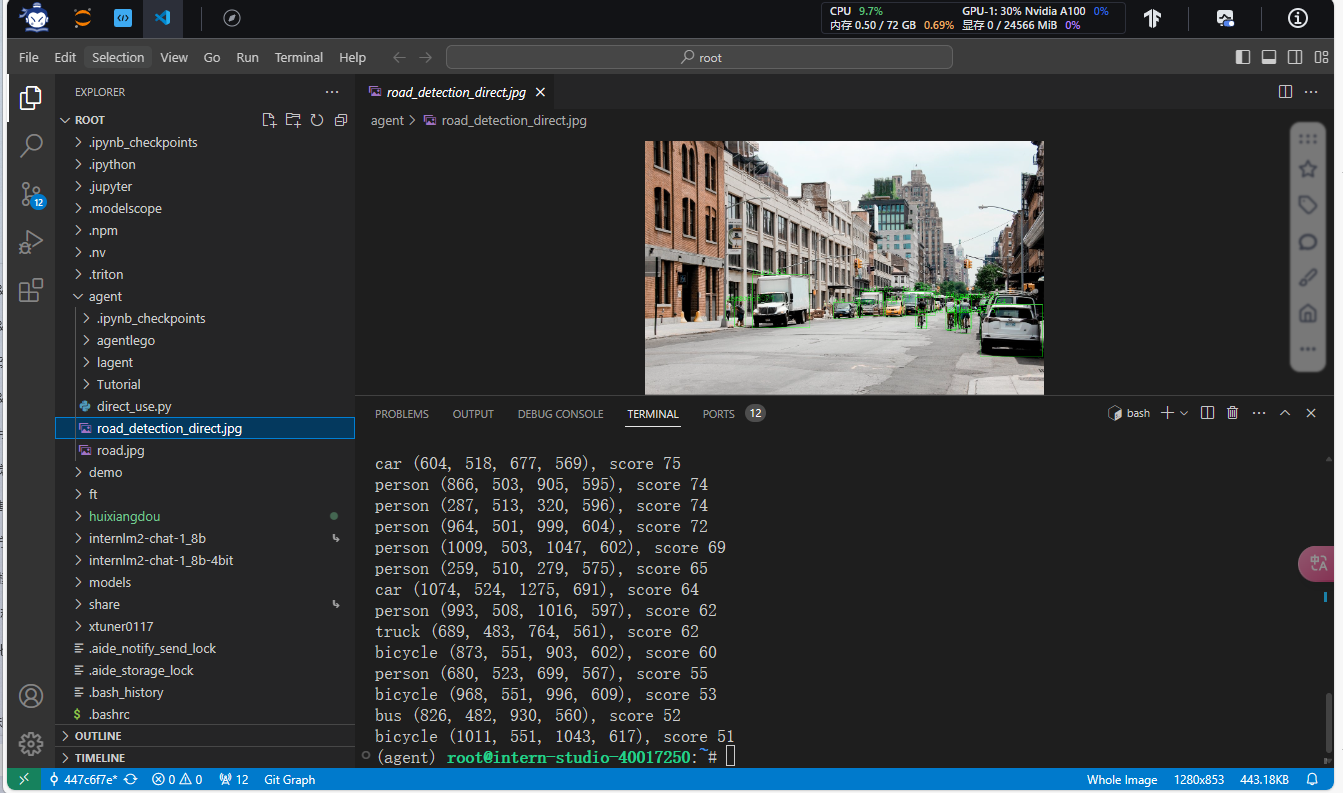 CPU 9.7% GPU-1: 30% Nvidia A100 0%
内存 0.50 / 72 GB 0.69% 显存 0 / 24566 MiB 0%
File Edit Selection View Go Run Terminal Help root
EXPLORER
ROOT
.ipynb_checkpoints
.ipython
.jupyter
.modelscope
.npm
.nv
.triton
agent
.ipynb_checkpoints
agentlego
lagent
Tutorial
direct_use.py
road_detection_direct.jpg
road.jpg
demo
ft
huixiangdou
internlm2-chat-1_8b
internlm2-chat-1_8b-4bit
models
share
xtuner0117
.aide_notify_send_lock
.aide_storage_lock
.bash_history
$ .bashrc
OUTLINE
TIMELINE
12
road_detection_direct.jpg
agent > road_detection_direct.jpg
PROBLEMS OUTPUT DEBUG CONSOLE TERMINAL PORTS 12 bash
car (604, 518, 677, 569), score 75
person (866, 503, 905, 595), score 74
person (287, 513, 320, 596), score 74
person (964, 501, 999, 604), score 72
person (1009, 503, 1047, 602), score 69
person (259, 510, 279, 575), score 65
car (1074, 524, 1275, 691), score 64
person (993, 508, 1016, 597), score 62
truck (689, 483, 764, 561), score 62
bicycle (873, 551, 903, 602), score 60
person (680, 523, 699, 567), score 55
bicycle (968, 551, 996, 609), score 53
bus (826, 482, 930, 560), score 52
bicycle (1011, 551, 1043, 617), score 51
(agent) root@intern-studio-40017250:~#
中A
447c6f7e* 0 0 12 Git Graph Whole Image 1280x853 443.18KB